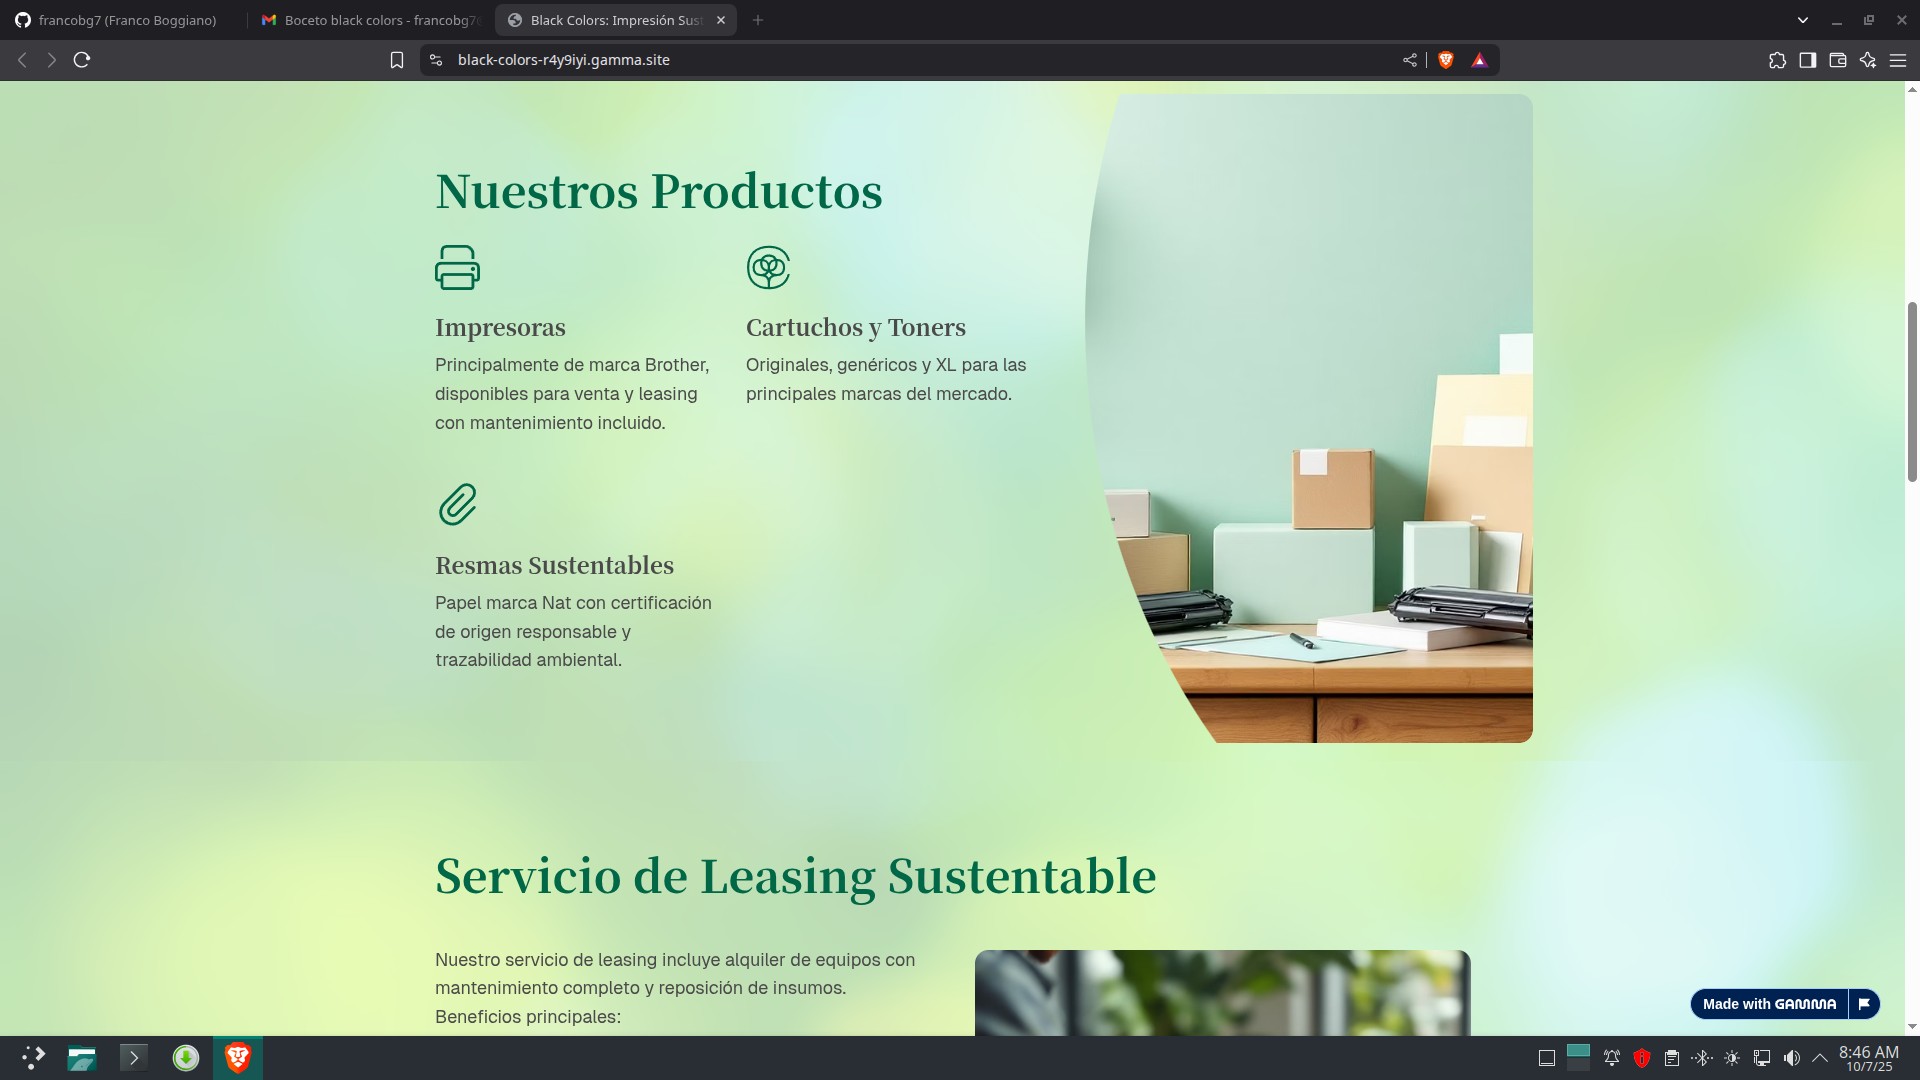 francobg7 (Franco Boggiano)
Boceto black colors - francobg7
Black Colors: Impresión Sus
black-colors-r4y9iyi.gamma.site
Nuestros Productos
Impresoras
Principalmente de marca Brother,
disponibles para venta y leasing
con mantenimiento incluido.
Cartuchos y Toners
Originales, genéricos y XL para las
principales marcas del mercado.
Resmas Sustentables
Papel marca Nat con certificación
de origen responsable y
trazabilidad ambiental.
Servicio de Leasing Sustentable
Nuestro servicio de leasing incluye alquiler de equipos con
mantenimiento completo y reposición de insumos.
Beneficios principales:
Made with GAMMA
8:46 AM
10/7/25